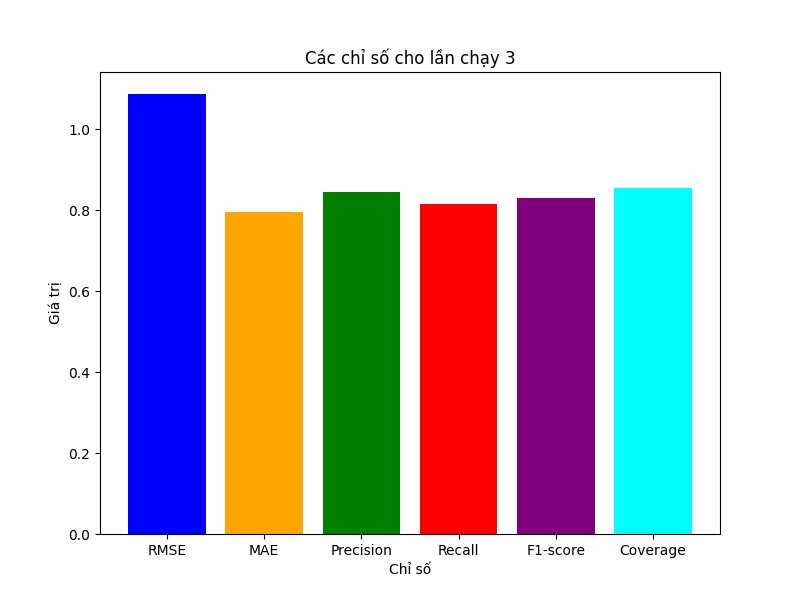 Các chỉ số cho lần chạy 3
Giá trị
1.0
0.8
0.6
0.4
0.2
0.0
RMSE MAE Precision Recall F1-score Coverage
Chỉ số